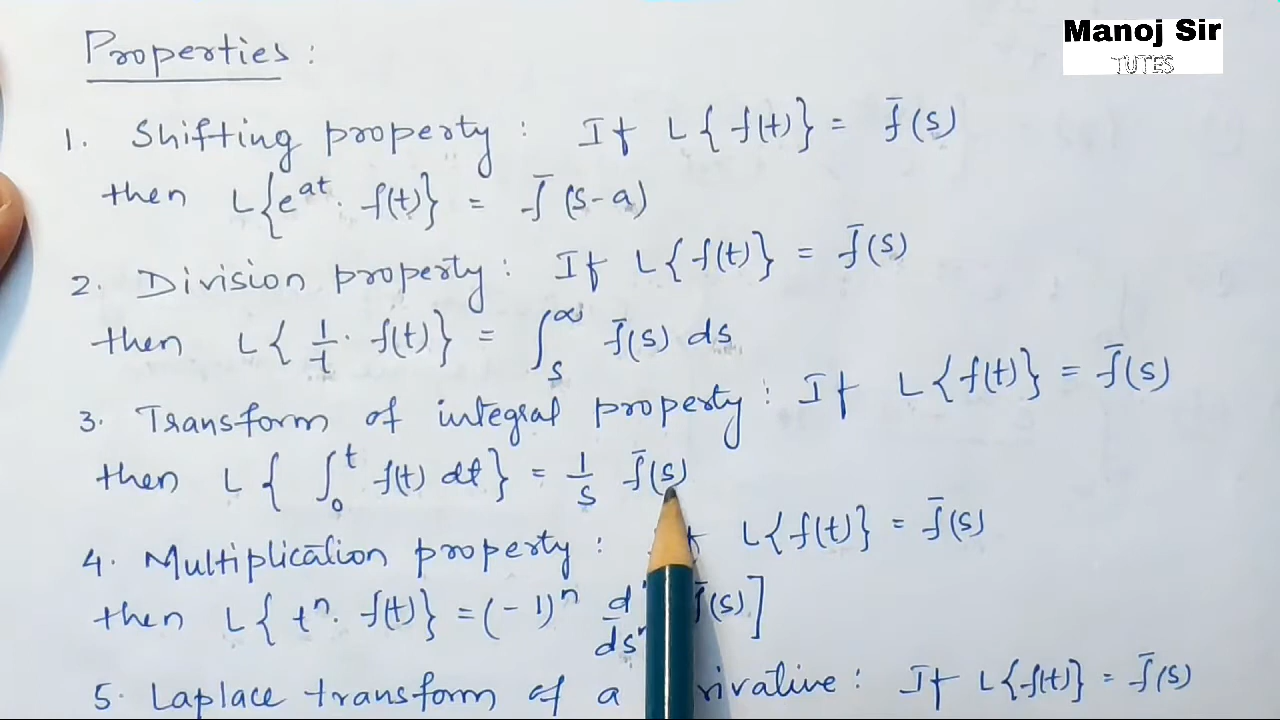 Manoj Sir
TUTES
Properties :
1. Shifting property : If L{f(t)} = f̄(s)
then L{e^at · f(t)} = f̄(s-a)
2. Division property : If L{f(t)} = f̄(s)
then L{ 1/t · f(t)} = ∫_s^∞ f̄(s) ds
3. Transform of integral property : If L{f(t)} = f̄(s)
then L{ ∫_0^t f(t) dt} = 1/s f̄(s)
4. Multiplication property : L{f(t)} = f̄(s)
then L{ t^n · f(t)} = (-1)^n d/ds f̄(s)]
5. Laplace transform of a : If L{f(t)} = f̄(s)